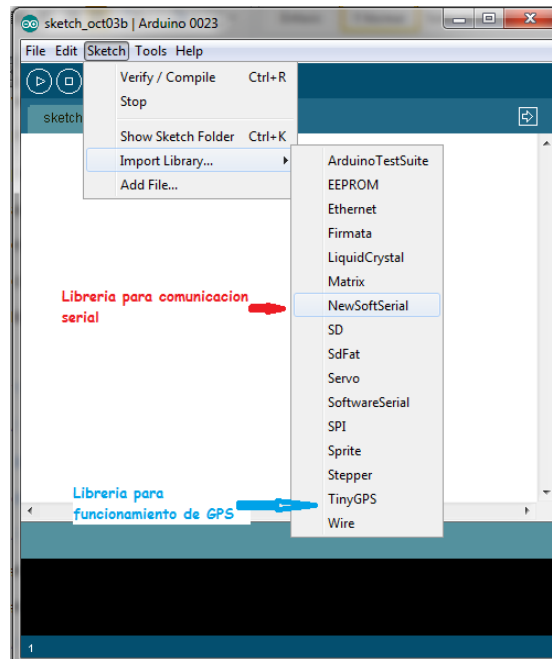 sketch_oct03b | Arduino 0023
File Edit Sketch Tools Help
sketch
Verify / Compile Ctrl+R
Stop
Show Sketch Folder Ctrl+K
Import Library...
Add File...
ArduinoTestSuite
EEPROM
Ethernet
Firmata
LiquidCrystal
Matrix
NewSoftSerial
SD
SdFat
Servo
SoftwareSerial
SPI
Sprite
Stepper
TinyGPS
Wire
Libreria para comunicacion
serial
Libreria para
funcionamiento de GPS
1